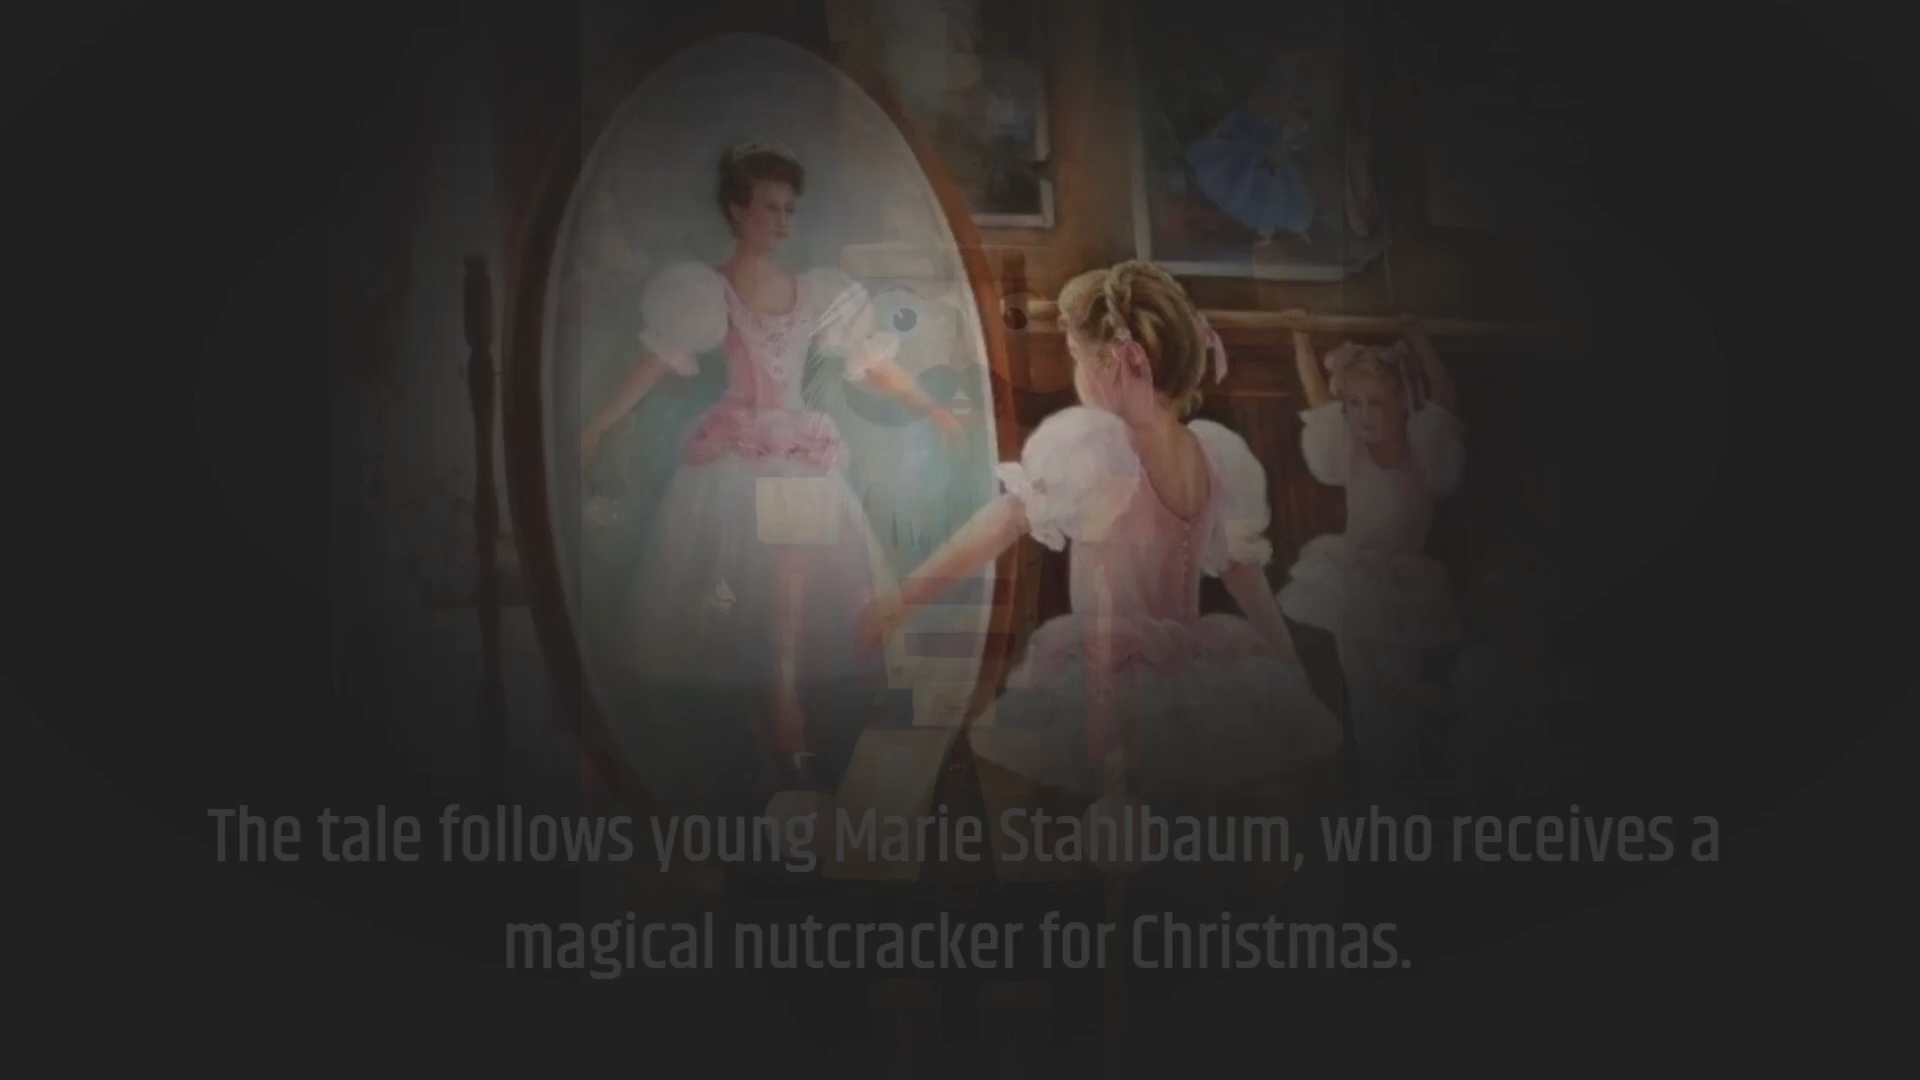 The tale follows young Marie Stahlbaum, who receives a
magical nutcracker for Christmas.